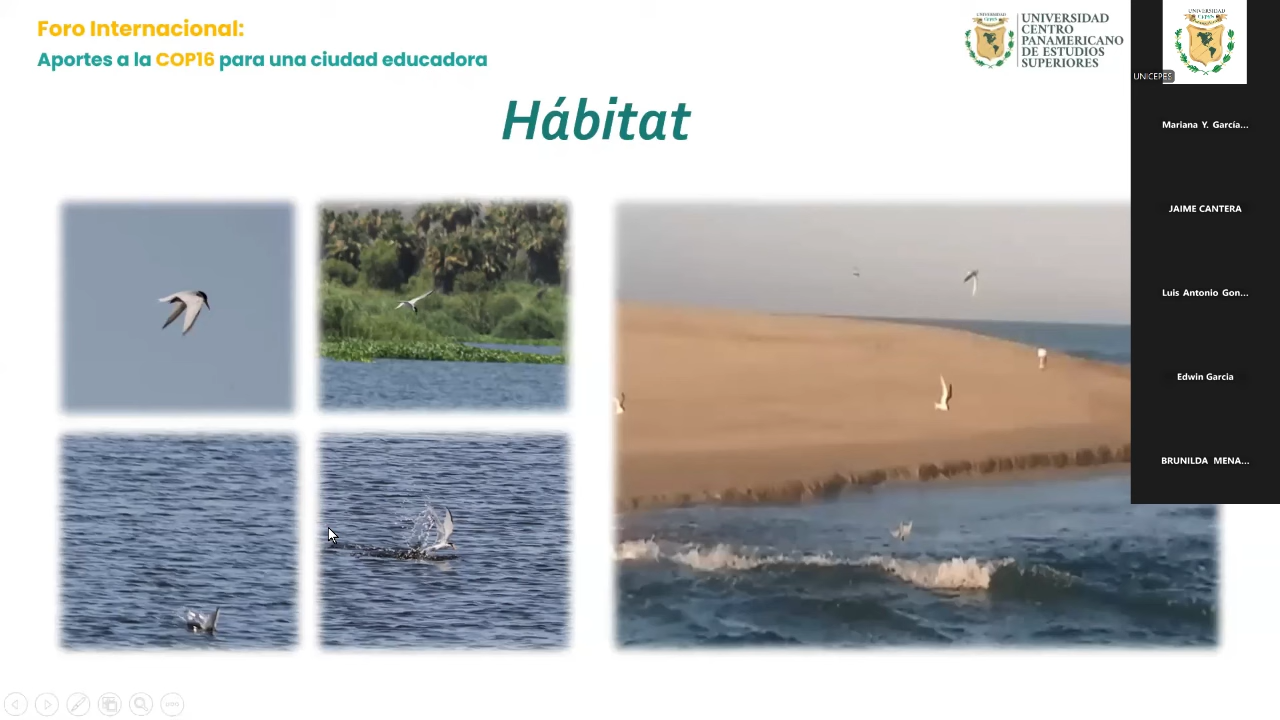 Foro Internacional:
Aportes a la COP16 para una ciudad educadora
UNIVERSIDAD
CENTRO
PANAMERICANO
DE ESTUDIOS
SUPERIORES
Hábitat
UNICEPES
Mariana Y. García...
JAIME CANTERA
Luis Antonio Gon...
Edwin Garcia
BRUNILDA MENA...